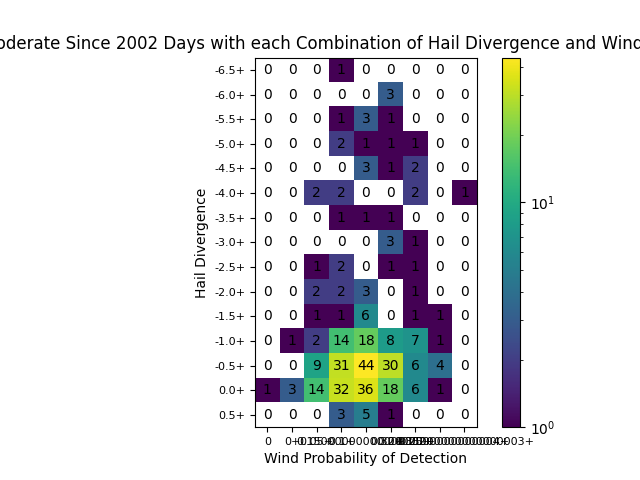 oderate Since 2002 Days with each Combination of Hail Divergence and Wind
-6.5+ 0 0 0 1 0 0 0 0 0
-6.0+ 0 0 0 0 0 3 0 0 0
-5.5+ 0 0 0 1 3 1 0 0 0
-5.0+ 0 0 0 2 1 1 1 0 0
-4.5+ 0 0 0 0 3 1 2 0 0
-4.0+ 0 0 2 2 0 0 2 0 1
-3.5+ 0 0 0 1 1 1 0 0 0
-3.0+ 0 0 0 0 0 3 1 0 0
-2.5+ 0 0 1 2 0 1 1 0 0
-2.0+ 0 0 2 2 3 0 1 0 0
-1.5+ 0 0 1 1 6 0 1 1 0
-1.0+ 0 1 2 14 18 8 7 1 0
-0.5+ 0 0 9 31 44 30 6 4 0
0.0+ 1 3 14 32 36 18 6 1 0
0.5+ 0 0 0 3 5 1 0 0 0
0
Wind Probability of Detection
Hail Divergence
10^1
10^0